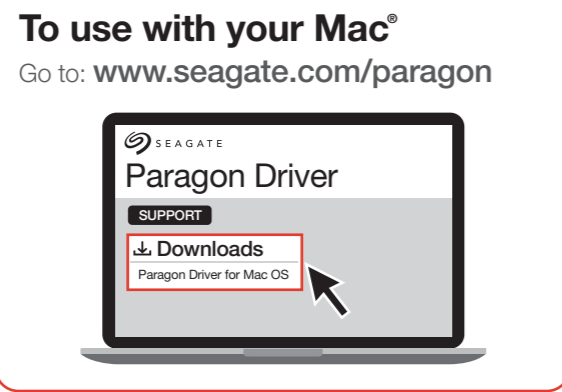 To use with your Mac®
Go to: www.seagate.com/paragon
SEAGATE
Paragon Driver
SUPPORT
Downloads
Paragon Driver for Mac OS